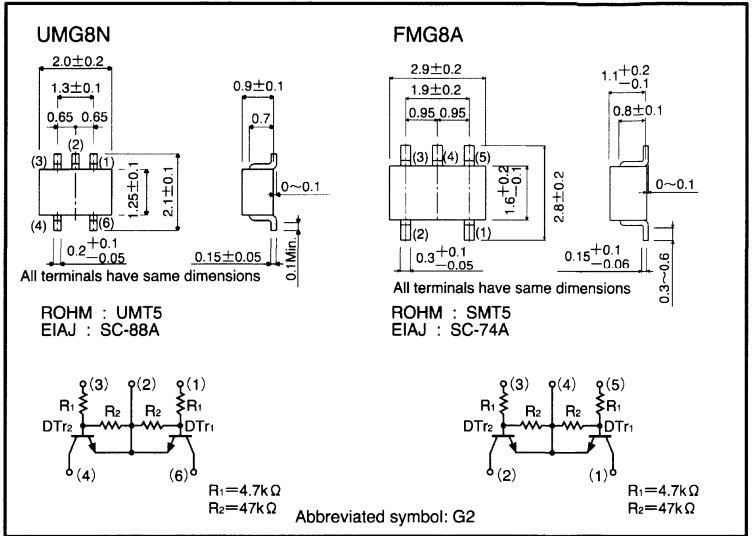 UMG8N
2.0±0.2
1.3±0.1
0.65 0.65
(2)
(3) (1)
(4) (6)
1.25±0.1
2.1±0.1
0.2 +0.1 −0.05
0.9±0.1
0.7
0〜0.1
0.15±0.05
0.1Min.
All terminals have same dimensions
ROHM : UMT5
EIAJ : SC-88A
FMG8A
2.9±0.2
1.9±0.2
0.95 0.95
(3) (4) (5)
(2) (1)
1.6 +0.2 −0.1
2.8±0.2
0.3 +0.1 −0.05
1.1 +0.2 −0.1
0.8±0.1
0〜0.1
0.15 +0.1 −0.06
0.3〜0.6
All terminals have same dimensions
ROHM : SMT5
EIAJ : SC-74A
(3) (2) (1)
R1 R2 R2 R1
DTr2 DTr1
(4) (6)
R1=4.7kΩ
R2=47kΩ
(3) (4) (5)
R1 R2 R2 R1
DTr2 DTr1
(2) (1)
R1=4.7kΩ
R2=47kΩ
Abbreviated symbol: G2